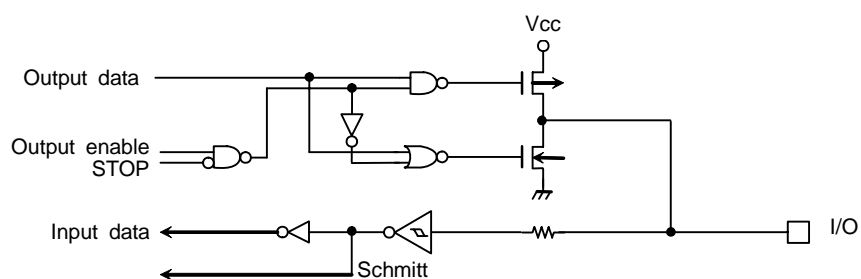 Vcc
Output data
Output enable
STOP
Input data
I/O
Schmitt